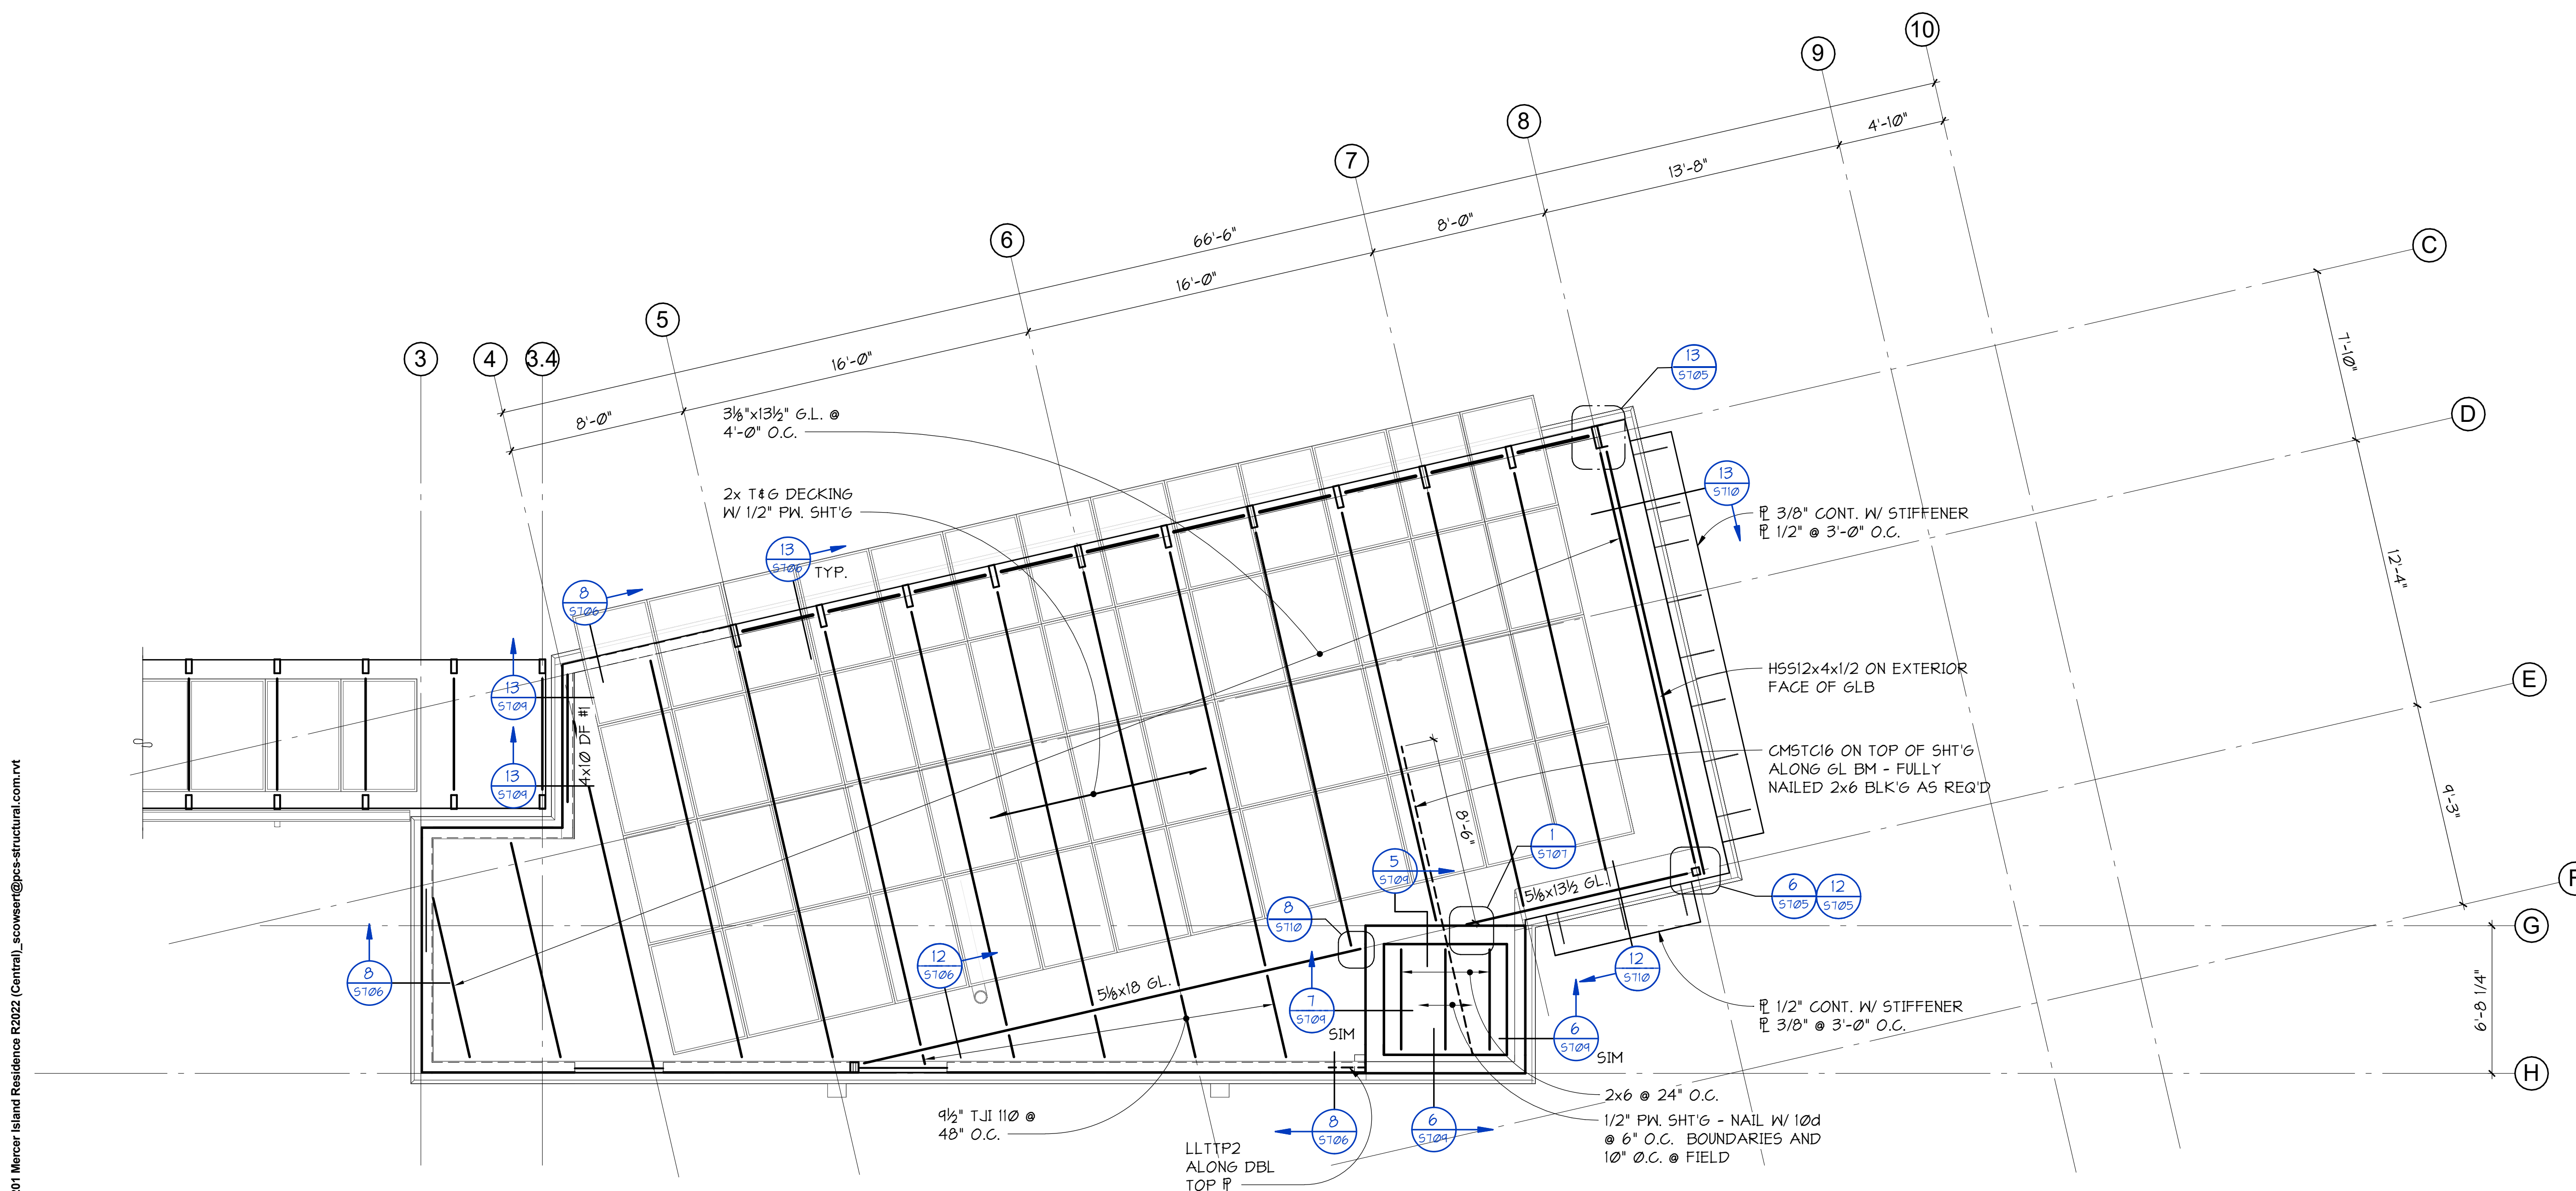 10
9
8
7
6
5
3
4
3.4
C
D
E
F
G
H
66'-6"
4'-10"
13'-8"
8'-0"
16'-0"
16'-0"
8'-0"
7'-10"
12'-4"
9'-3"
6'-8 1/4"
13
S705
3⅛"x13½" G.L. @
4'-0" O.C.
2x T&G DECKING
W/ 1/2" PW. SHT'G
13
S706
TYP.
8
S706
13
S710
℄ 3/8" CONT. W/ STIFFENER
℄ 1/2" @ 3'-0" O.C.
13
S709
13
S709
4x10 DF #1
HSS12x4x1/2 ON EXTERIOR
FACE OF GLB
CMSTC16 ON TOP OF SHT'G
ALONG GL BM - FULLY
NAILED 2x6 BLK'G AS REQ'D
8'-6"
1
S707
5
S709
5⅛x13½ GL.
6
S705
12
S705
8
S710
8
S706
12
S706
5⅛x18 GL.
7
S709
SIM
12
S710
6
S709
SIM
℄ 1/2" CONT. W/ STIFFENER
℄ 3/8" @ 3'-0" O.C.
2x6 @ 24" O.C.
1/2" PW. SHT'G - NAIL W/ 10d
@ 6" O.C. BOUNDARIES AND
10" O.C. @ FIELD
9½" TJI 110 @
48" O.C.
8
S706
6
S709
LLTTP2
ALONG DBL
TOP ℄
201 Mercer Island Residence R2022 (Central)_scowsert@pcs-structural.com.rvt